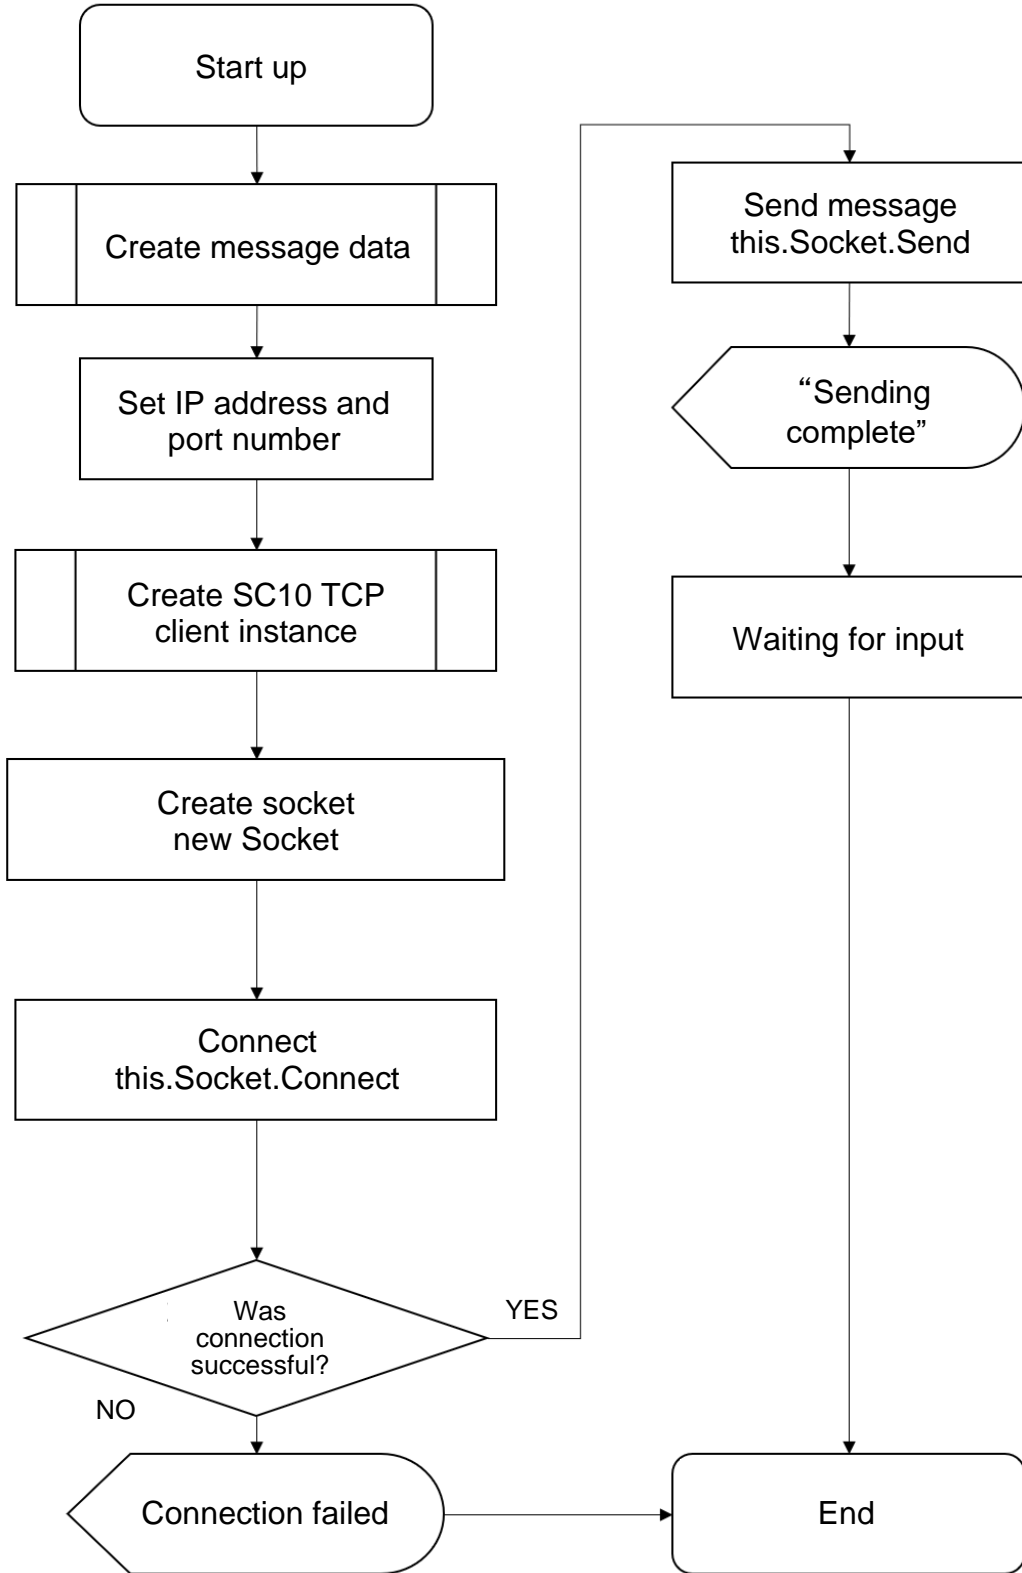 Start up
Create message data
Set IP address and
port number
Create SC10 TCP
client instance
Create socket
new Socket
Connect
this.Socket.Connect
Was
connection
successful?
YES
NO
Connection failed
Send message
this.Socket.Send
“Sending
complete”
Waiting for input
End